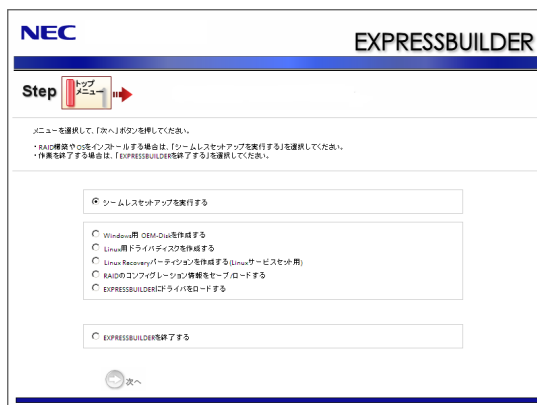 NEC
EXPRESSBUILDER
Step
トップ
メニュー
メニューを選択して、「次へ」ボタンを押してください。
・RAID構築やOSをインストールする場合は、「シームレスセットアップを実行する」を選択してください。
・作業を終了する場合は、「EXPRESSBUILDERを終了する」を選択してください。
シームレスセットアップを実行する
Windows用 OEM-Diskを作成する
Linux用ドライバディスクを作成する
Linux Recoveryパーティションを作成する(Linuxサービスセット用)
RAIDのコンフィグレーション情報をセーブ/ロードする
EXPRESSBUILDERにドライバをロードする
EXPRESSBUILDERを終了する
次へ